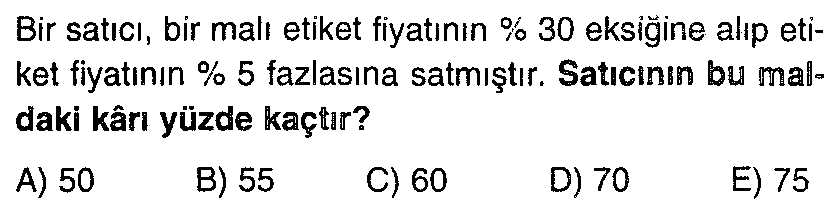 Bir satıcı, bir malı etiket fiyatının % 30 eksiğine alıp eti-
ket fiyatının % 5 fazlasına satmıştır. Satıcının bu mal-
daki kârı yüzde kaçtır?
A) 50 B) 55 C) 60 D) 70 E) 75